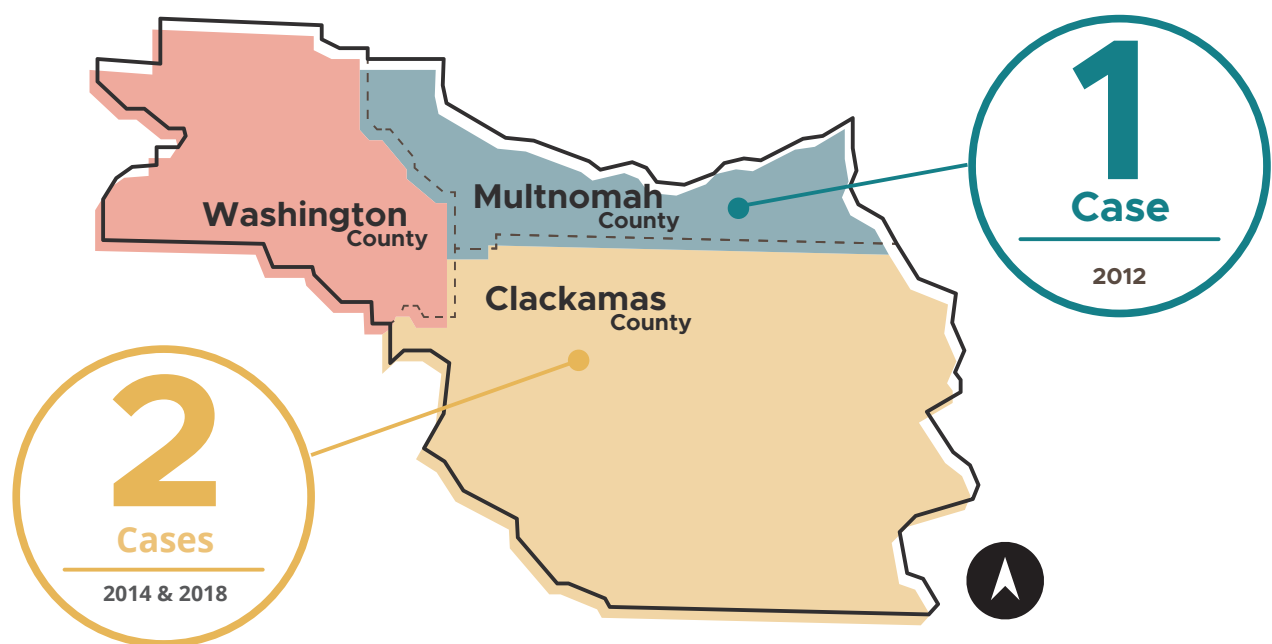 1
Case
2012
Washington
County
Multnomah
County
Clackamas
County
2
Cases
2014 & 2018